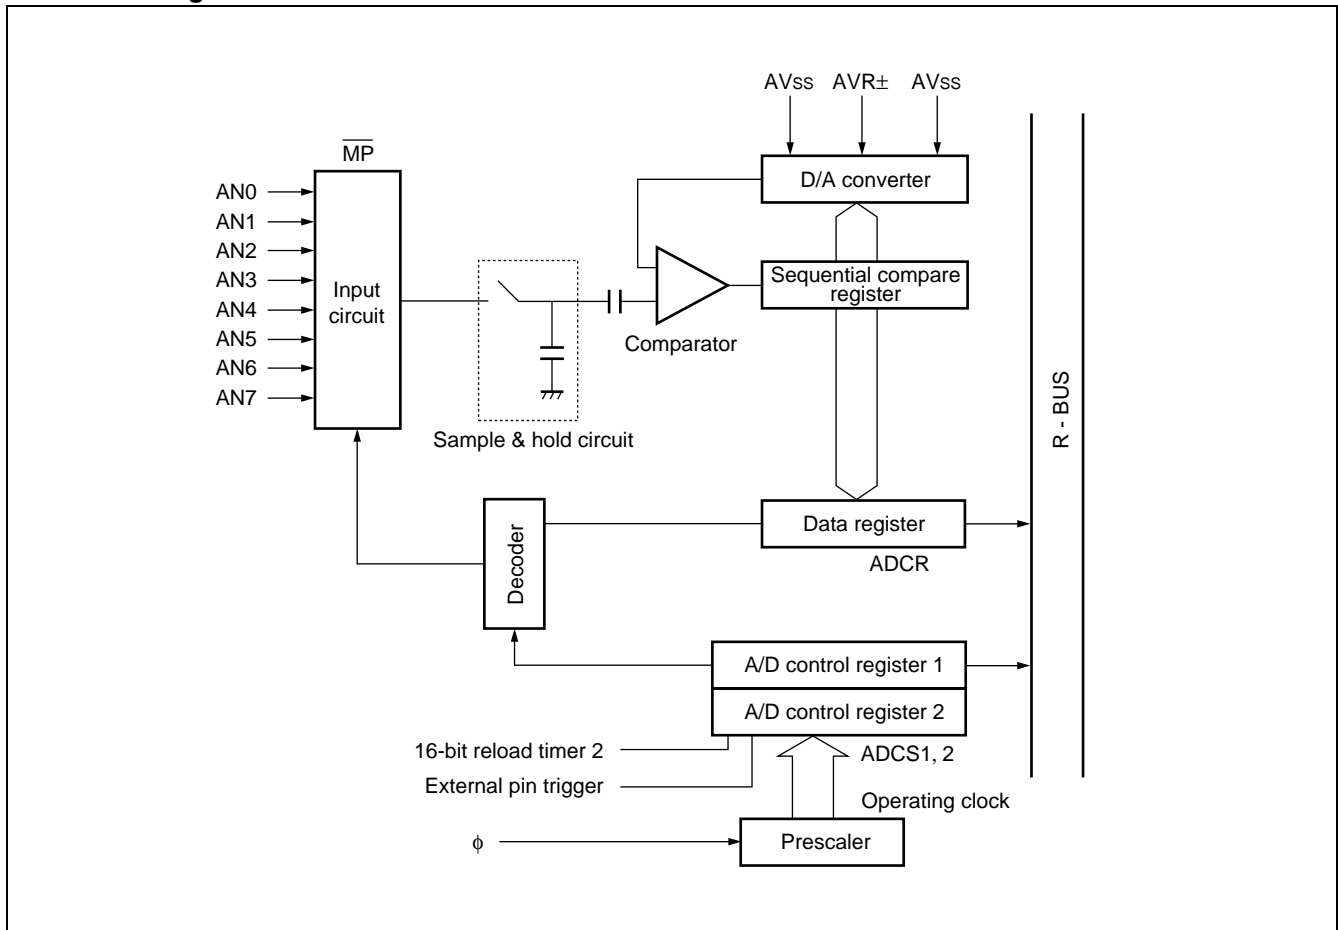 AVss AVR± AVss
MP
D/A converter
AN0
AN1
AN2
AN3
AN4
AN5
AN6
AN7
Input
circuit
Sequential compare
register
Comparator
Sample & hold circuit
R - BUS
Decoder
Data register
ADCR
A/D control register 1
A/D control register 2
16-bit reload timer 2
ADCS1, 2
External pin trigger
Operating clock
ϕ
Prescaler